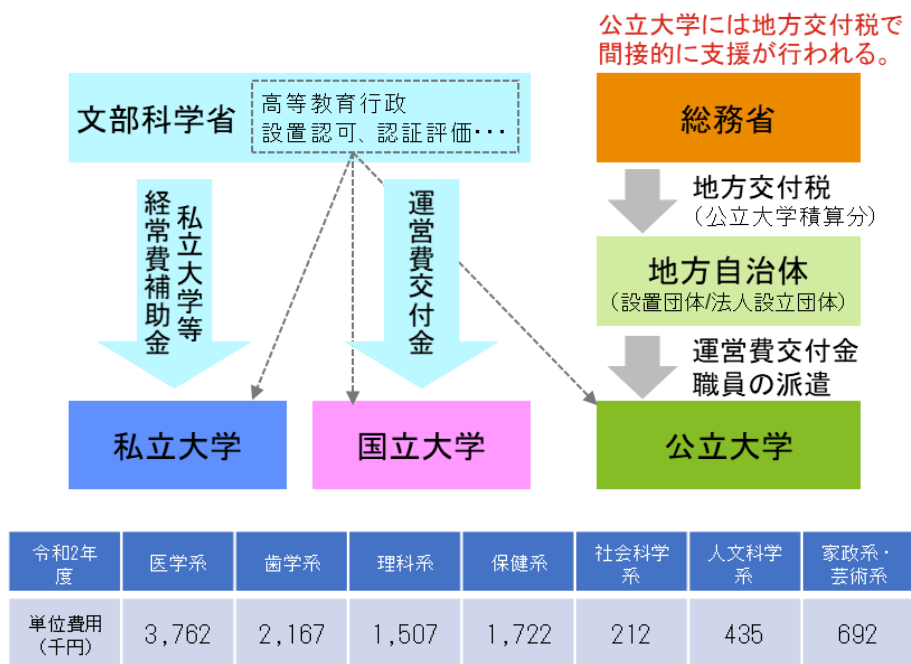 公立大学には地方交付税で
間接的に支援が行われる。
文部科学省
高等教育行政
設置認可、認証評価・・・
総務省
私立大学等
経常費補助金
運営費交付金
地方交付税
（公立大学積算分）
地方自治体
（設置団体/法人設立団体）
運営費交付金
職員の派遣
私立大学
国立大学
公立大学
令和2年
度
医学系
歯学系
理科系
保健系
社会科学
系
人文科学
系
家政系・
芸術系
単位費用
（千円）
3,762
2,167
1,507
1,722
212
435
692